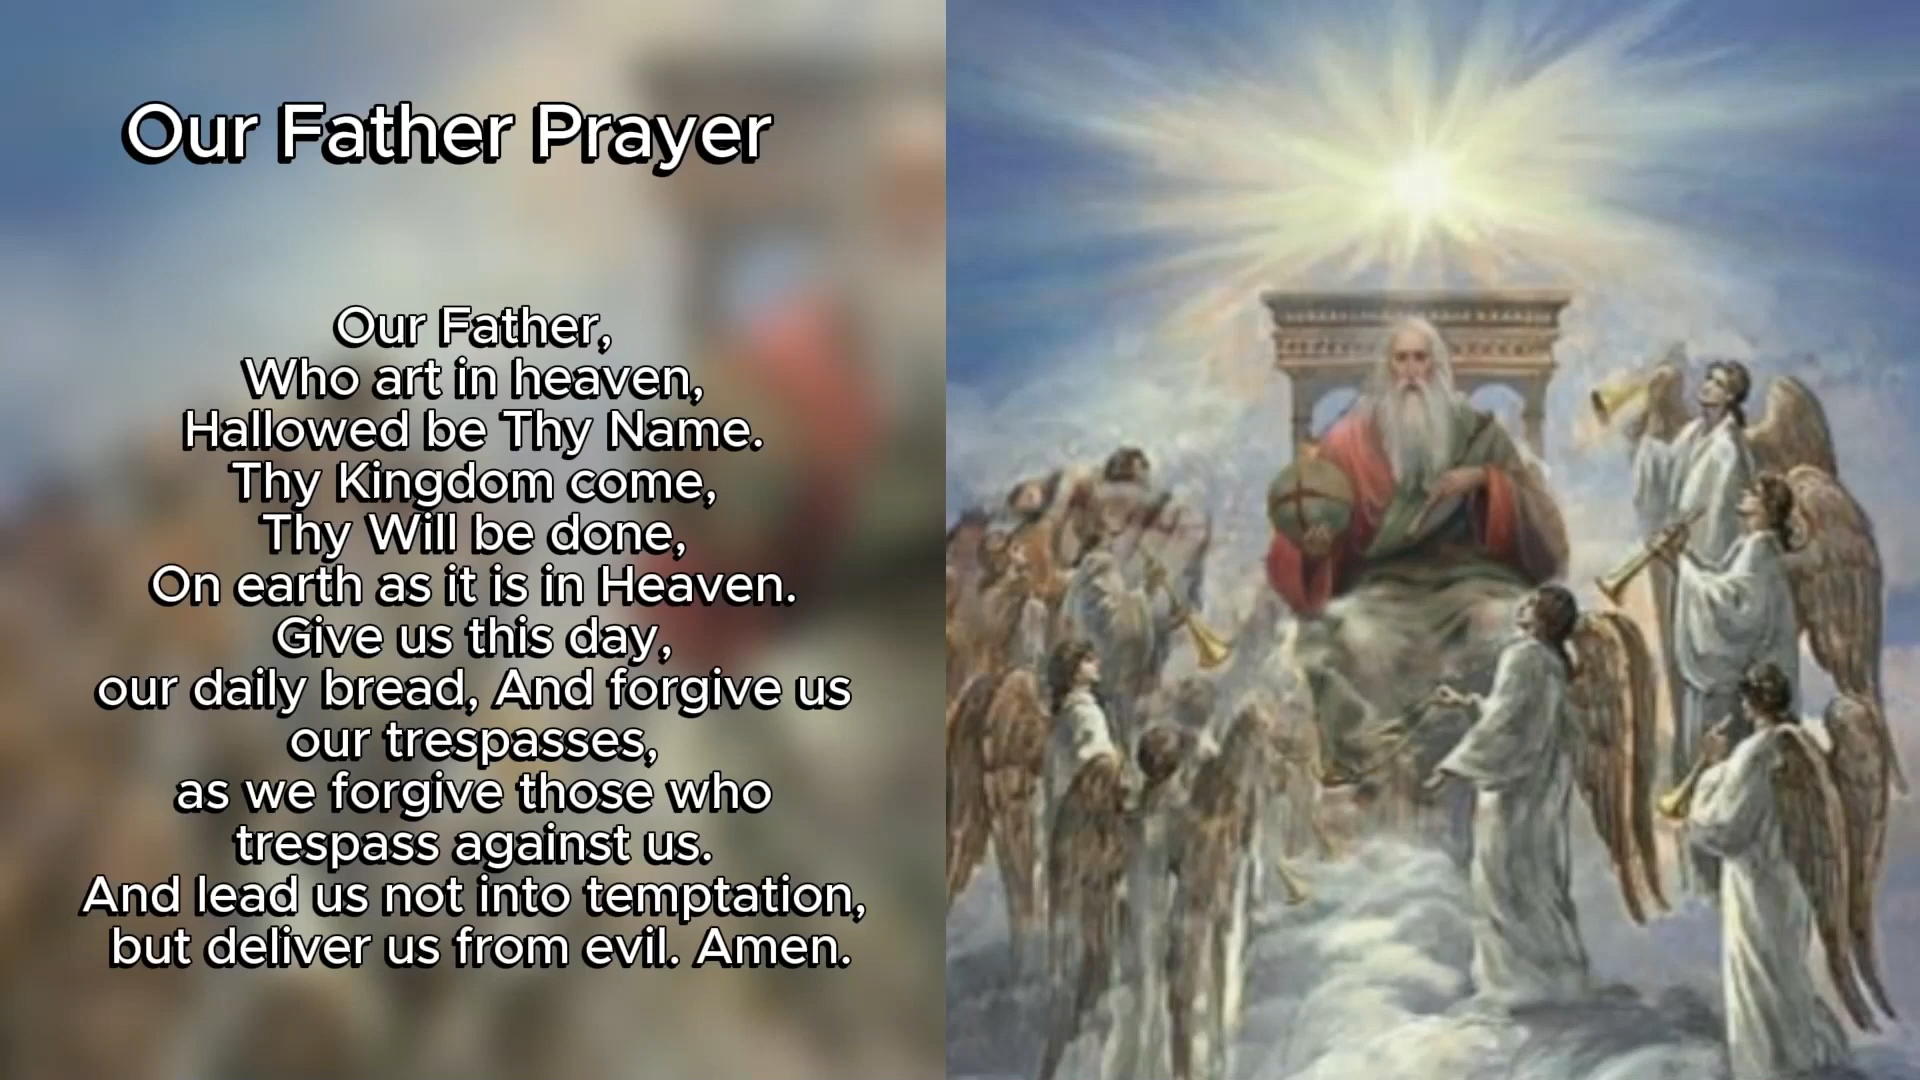 Our Father Prayer
Our Father,
Who art in heaven,
Hallowed be Thy Name.
Thy Kingdom come,
Thy Will be done,
On earth as it is in Heaven.
Give us this day,
our daily bread, And forgive us
our trespasses,
as we forgive those who
trespass against us.
And lead us not into temptation,
but deliver us from evil. Amen.